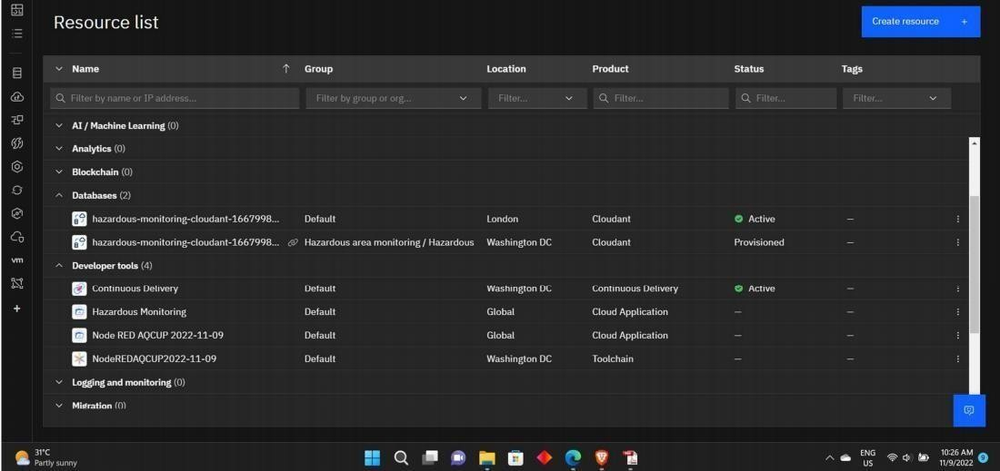 Resource list
Create resource +
Name Group Location Product Status Tags
Filter by name or IP address... Filter by group or org... Filter... Filter... Filter... Filter...
AI / Machine Learning (0)
Analytics (0)
Blockchain (0)
Databases (2)
hazardous-monitoring-cloudant-1667998... Default London Cloudant Active —
hazardous-monitoring-cloudant-1667998... Hazardous area monitoring / Hazardous Washington DC Cloudant Provisioned —
Developer tools (4)
Continuous Delivery Default Washington DC Continuous Delivery Active —
Hazardous Monitoring Default Global Cloud Application — —
Node RED AQCUP 2022-11-09 Default Global Cloud Application — —
NodeREDAQCUP2022-11-09 Default Washington DC Toolchain — —
Logging and monitoring (0)
Migration (0)
vm
31°C
Partly sunny
ENG
US
10:26 AM
11/9/2022
9